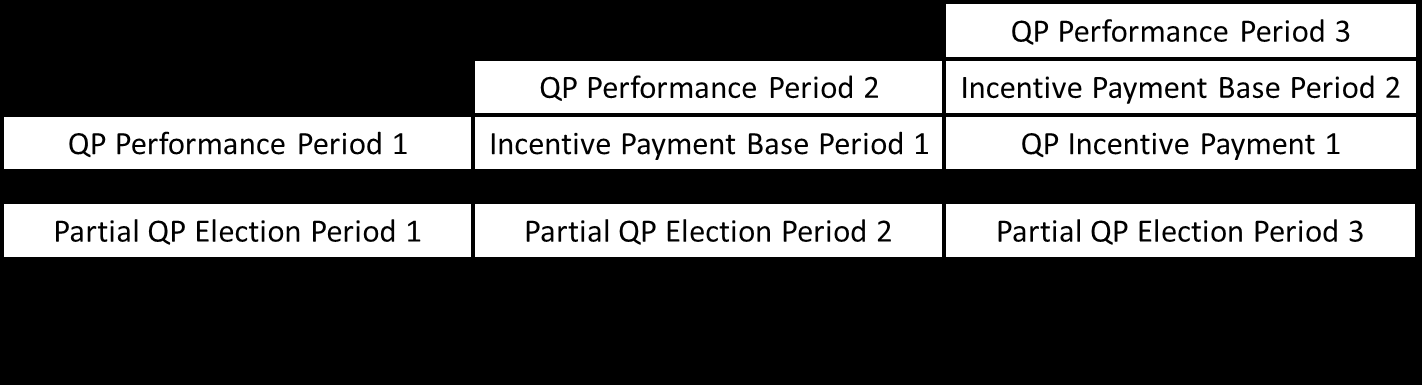 QP Performance Period 3
QP Performance Period 2 Incentive Payment Base Period 2
QP Performance Period 1 Incentive Payment Base Period 1 QP Incentive Payment 1
Partial QP Election Period 1 Partial QP Election Period 2 Partial QP Election Period 3